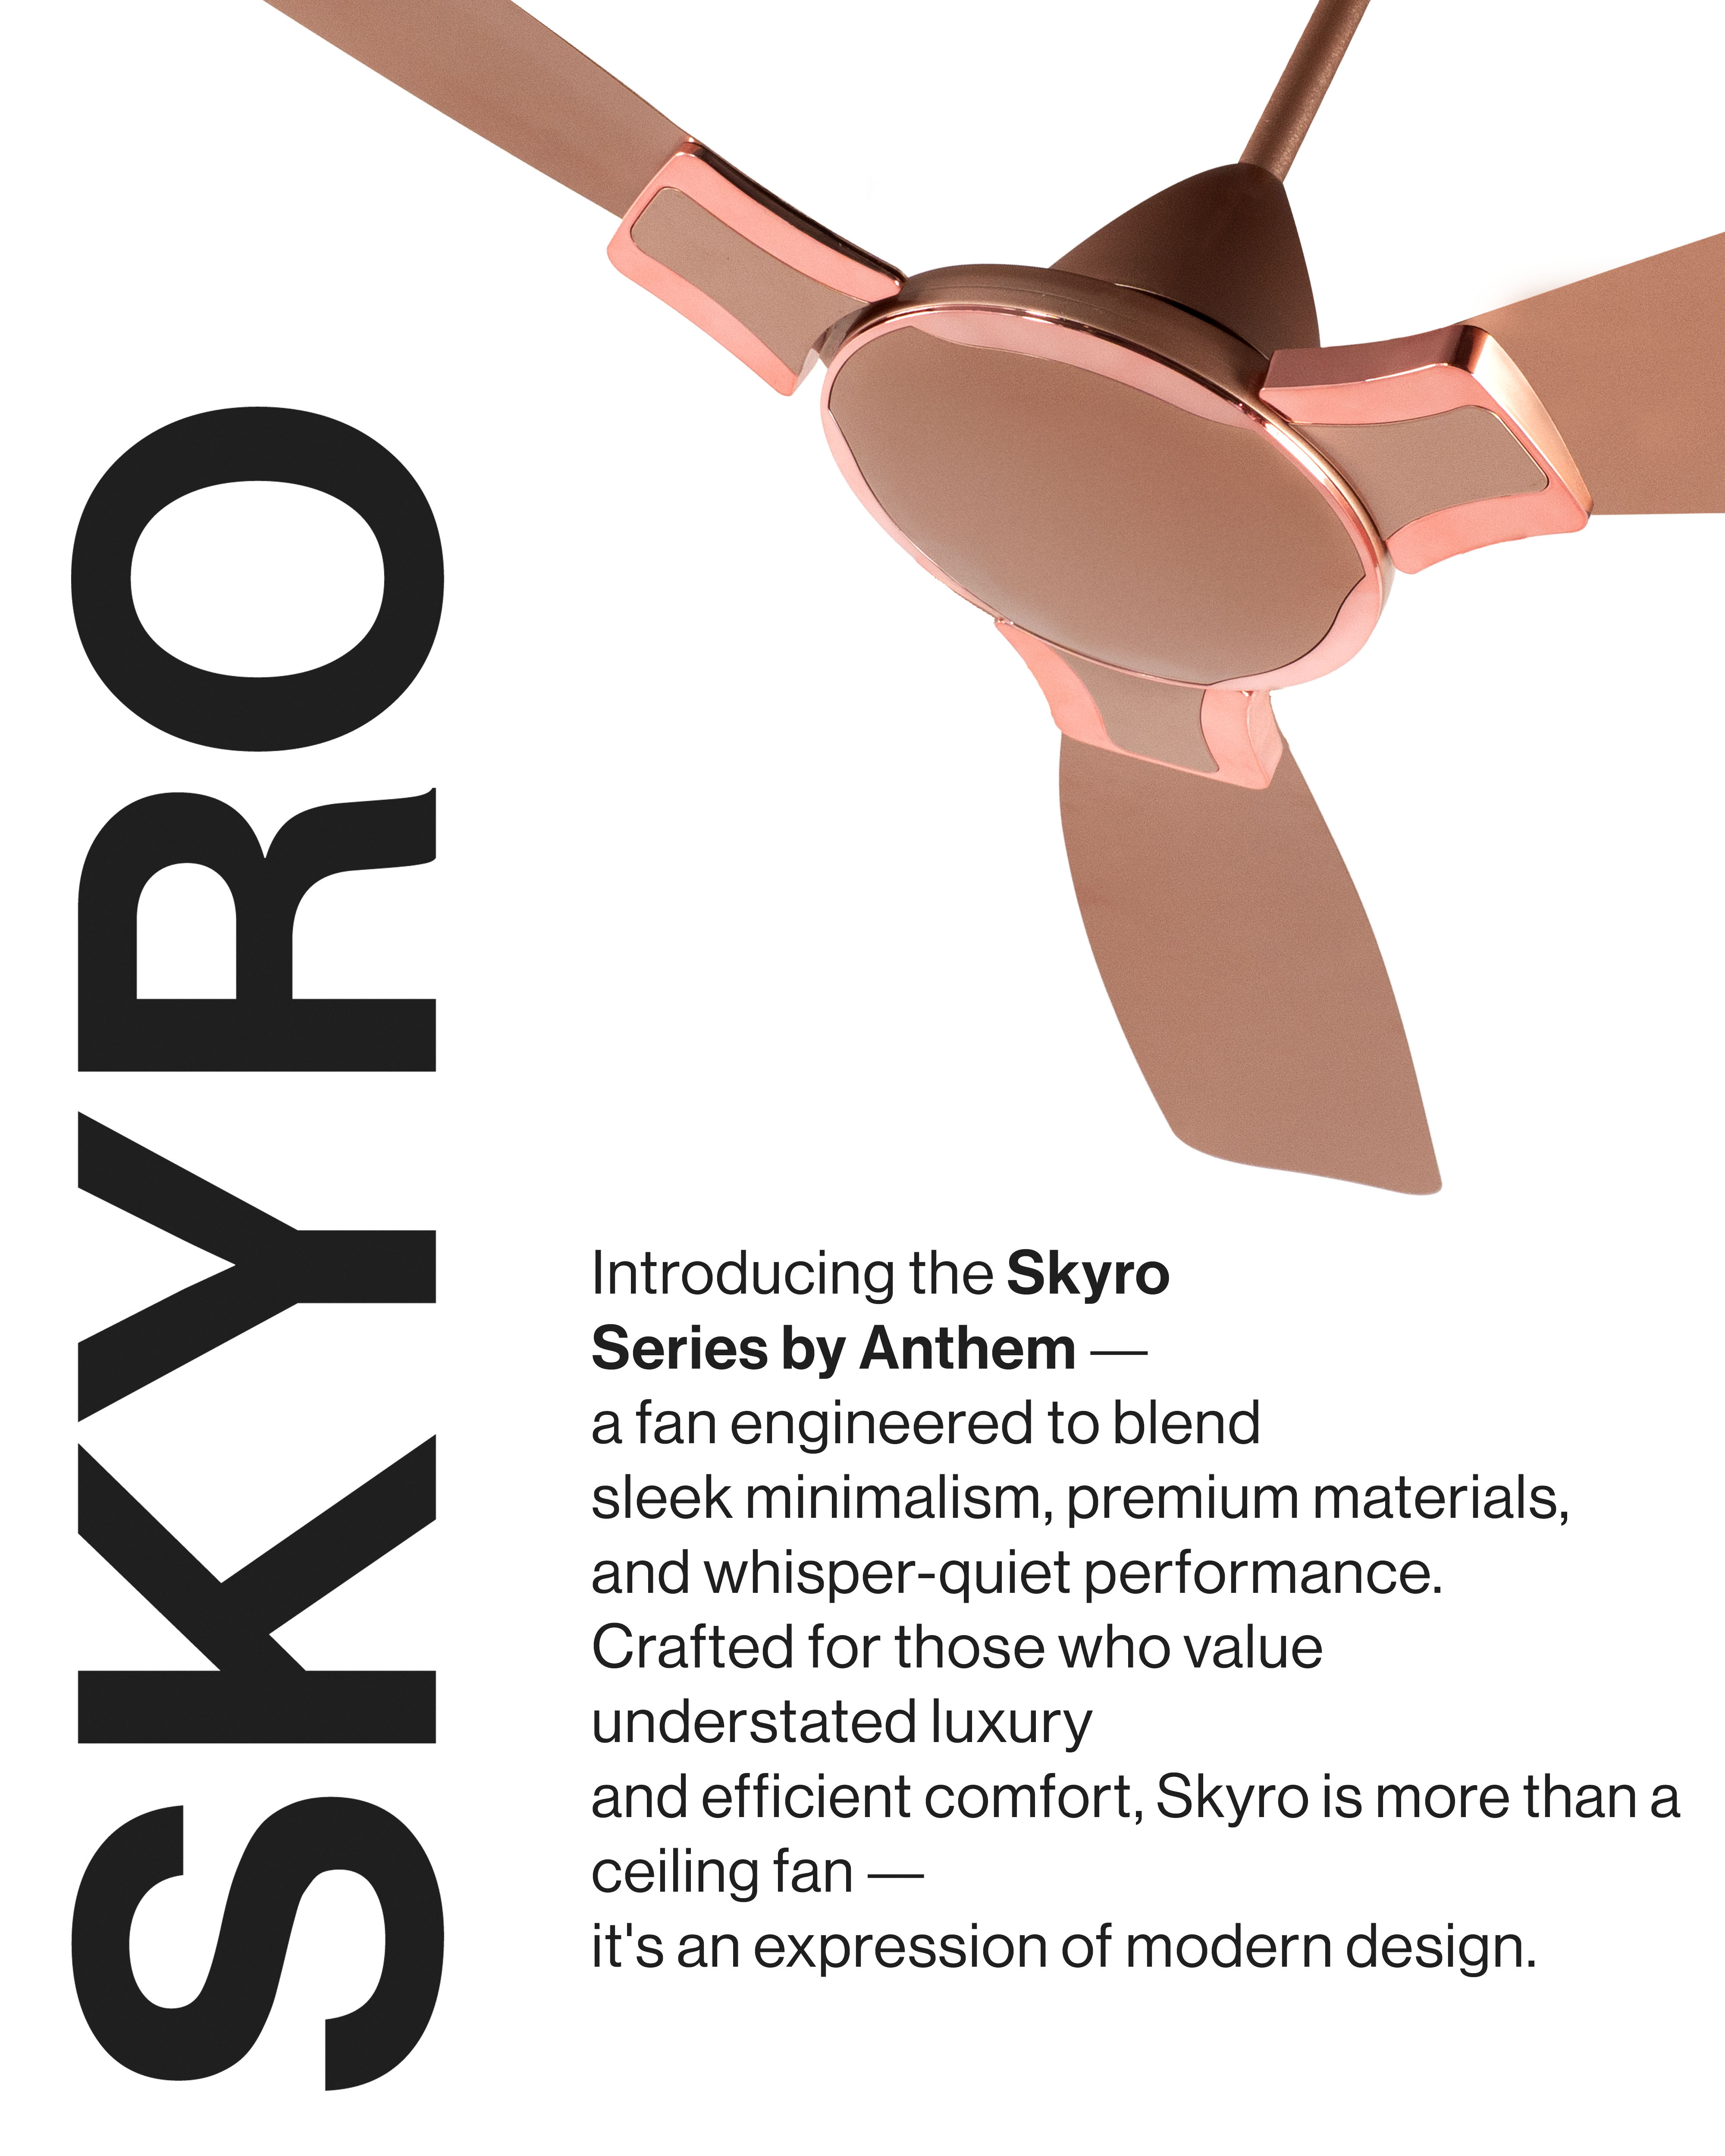 SKYRO
Introducing the Skyro
Series by Anthem —
a fan engineered to blend
sleek minimalism, premium materials,
and whisper-quiet performance.
Crafted for those who value
understated luxury
and efficient comfort, Skyro is more than a
ceiling fan —
it's an expression of modern design.